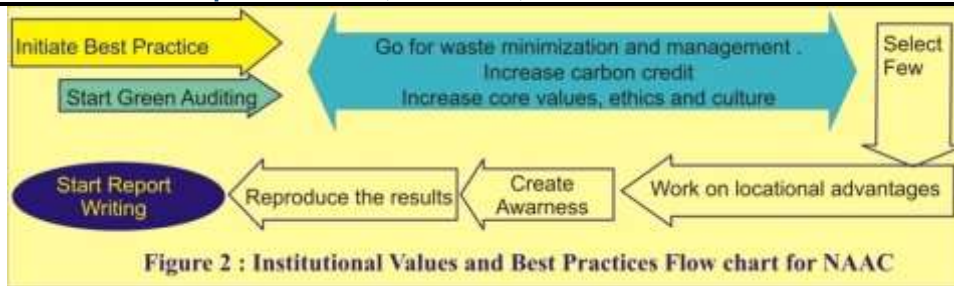 Initiate Best Practice
Start Green Auditing
Go for waste minimization and management .
Increase carbon credit
Increase core values, ethics and culture
Select
Few
Work on locational advantages
Create
Awarness
Reproduce the results
Start Report
Writing
Figure 2 : Institutional Values and Best Practices Flow chart for NAAC